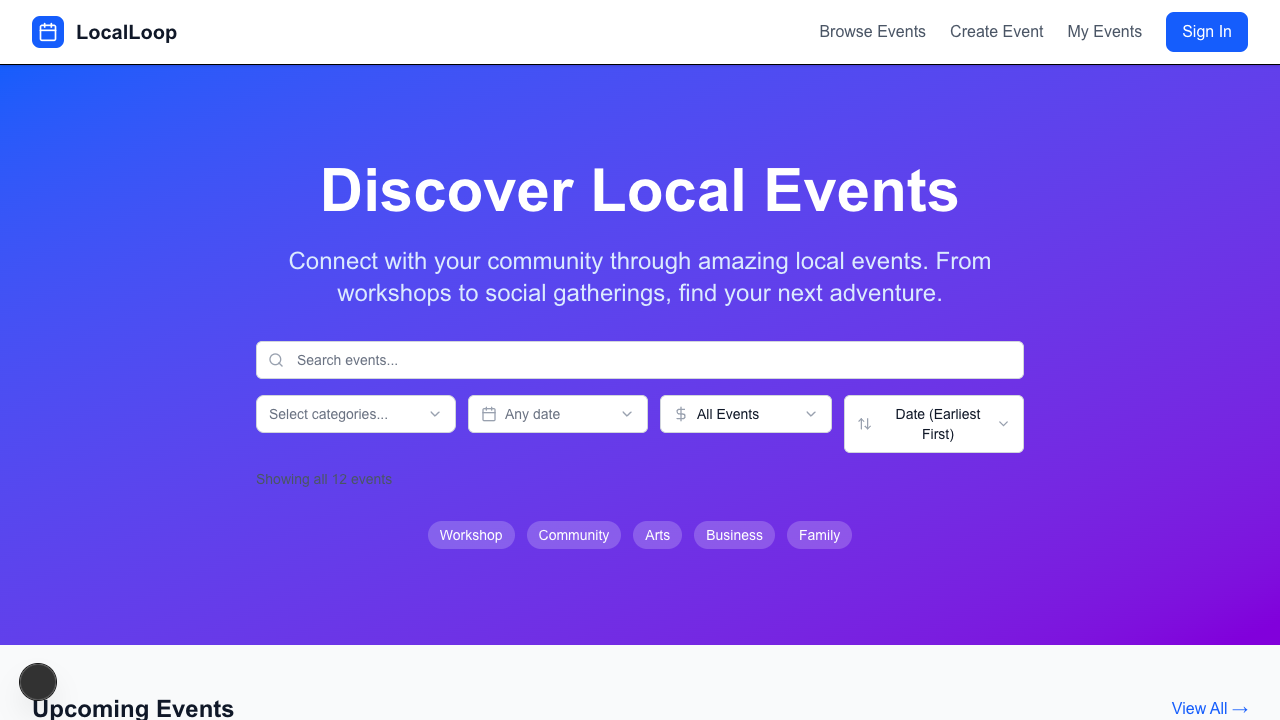 LocalLoop
Browse Events
Create Event
My Events
Sign In
Discover Local Events
Connect with your community through amazing local events. From
workshops to social gatherings, find your next adventure.
Search events...
Select categories...
Any date
All Events
Date (Earliest
First)
Showing all 12 events
Workshop
Community
Arts
Business
Family
Upcoming Events
View All →